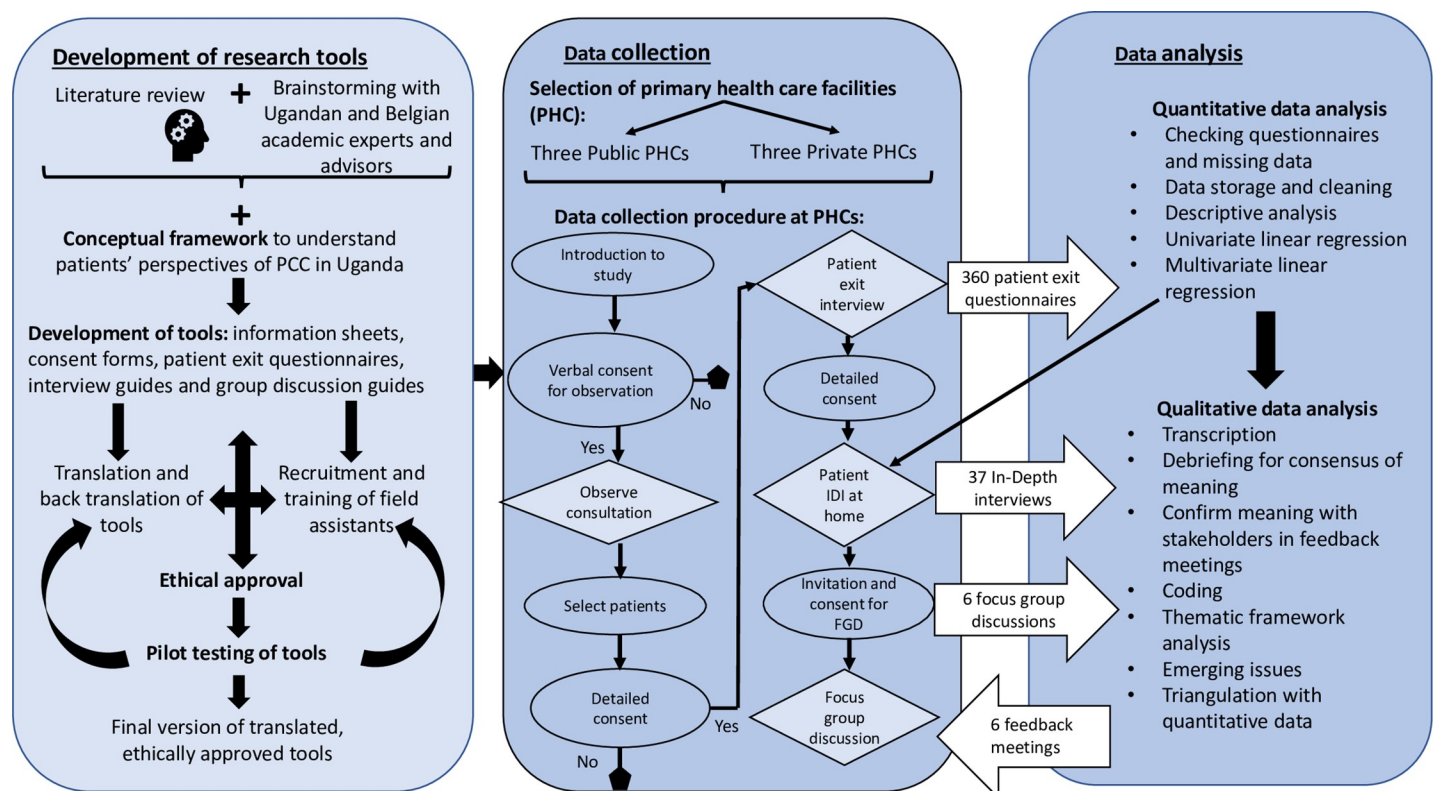 Development of research tools
Literature review
+
Brainstorming with
Ugandan and Belgian
academic experts and
advisors
+
Conceptual framework to understand
patients’ perspectives of PCC in Uganda
Development of tools: information sheets,
consent forms, patient exit questionnaires,
interview guides and group discussion guides
Translation and
back translation of
tools
Recruitment and
training of field
assistants
Ethical approval
Pilot testing of tools
Final version of translated,
ethically approved tools
Data collection
Selection of primary health care facilities
(PHC):
Three Public PHCs
Three Private PHCs
Data collection procedure at PHCs:
Introduction to
study
Verbal consent
for observation
No
Yes
Observe
consultation
Select patients
Detailed
consent
Yes
No
Patient
exit
interview
Detailed
consent
Patient
IDI at
home
Invitation and
consent for
FGD
Focus
group
discussion
360 patient exit
questionnaires
37 In-Depth
interviews
6 focus group
discussions
6 feedback
meetings
Data analysis
Quantitative data analysis
• Checking questionnaires
and missing data
• Data storage and cleaning
• Descriptive analysis
• Univariate linear regression
• Multivariate linear
regression
Qualitative data analysis
• Transcription
• Debriefing for consensus of
meaning
• Confirm meaning with
stakeholders in feedback
meetings
• Coding
• Thematic framework
analysis
• Emerging issues
• Triangulation with
quantitative data